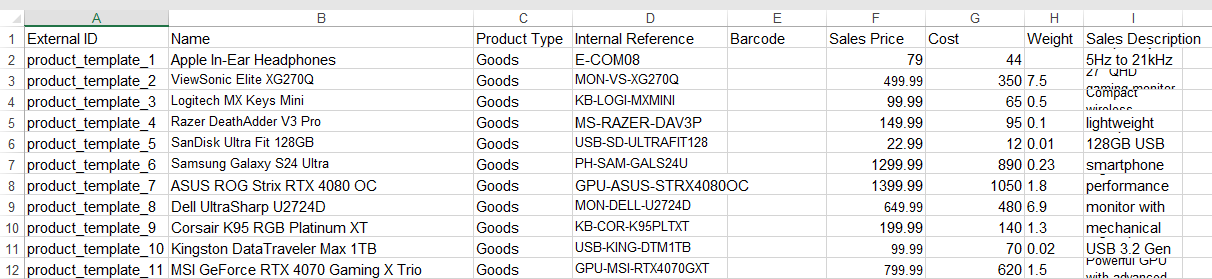 A B C D E F G H I
1 External ID Name Product Type Internal Reference Barcode Sales Price Cost Weight Sales Description
2 product_template_1 Apple In-Ear Headphones Goods E-COM08 79 44 5Hz to 21kHz
3 product_template_2 ViewSonic Elite XG270Q Goods MON-VS-XG270Q 499.99 350 7.5 27" QHD gaming monitor
4 product_template_3 Logitech MX Keys Mini Goods KB-LOGI-MXMINI 99.99 65 0.5 Compact wireless
5 product_template_4 Razer DeathAdder V3 Pro Goods MS-RAZER-DAV3P 149.99 95 0.1 lightweight
6 product_template_5 SanDisk Ultra Fit 128GB Goods USB-SD-ULTRAFIT128 22.99 12 0.01 128GB USB
7 product_template_6 Samsung Galaxy S24 Ultra Goods PH-SAM-GALS24U 1299.99 890 0.23 smartphone
8 product_template_7 ASUS ROG Strix RTX 4080 OC Goods GPU-ASUS-STRX4080OC 1399.99 1050 1.8 performance
9 product_template_8 Dell UltraSharp U2724D Goods MON-DELL-U2724D 649.99 480 6.9 monitor with
10 product_template_9 Corsair K95 RGB Platinum XT Goods KB-COR-K95PLTXT 199.99 140 1.3 mechanical
11 product_template_10 Kingston DataTraveler Max 1TB Goods USB-KING-DTM1TB 99.99 70 0.02 USB 3.2 Gen
12 product_template_11 MSI GeForce RTX 4070 Gaming X Trio Goods GPU-MSI-RTX4070GXT 799.99 620 1.5 Powerful GPU with advanced